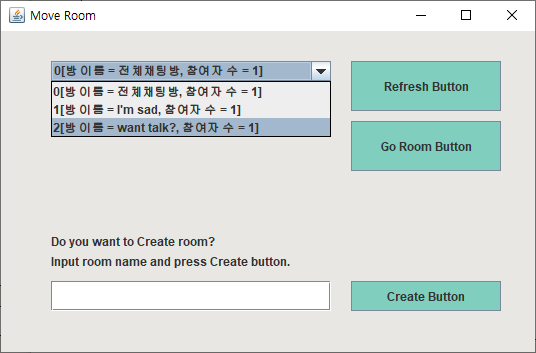 Move Room
0[방 이름 = 전체채팅방, 참여자 수 = 1]
Refresh Button
0[방 이름 = 전체채팅방, 참여자 수 = 1]
1[방 이름 = I'm sad, 참여자 수 = 1]
2[방 이름 = want talk?, 참여자 수 = 1]
Go Room Button
Do you want to Create room?
Input room name and press Create button.
Create Button